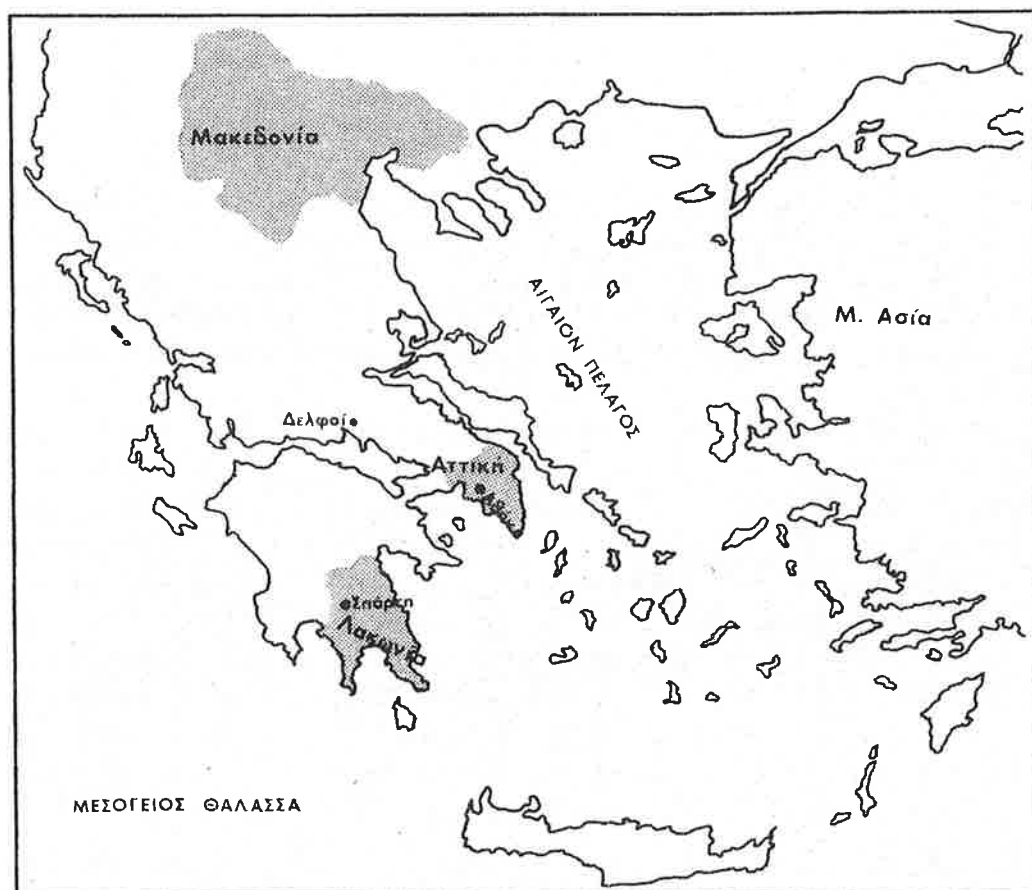 Μακεδονία
ΑΙΓΑΙΟΝ ΠΕΛΑΓΟΣ
Μ. Ασία
Δελφοί
Αττική
Σπάρτη
Λακωνία
ΜΕΣΟΓΕΙΟΣ ΘΑΛΑΣΣΑ